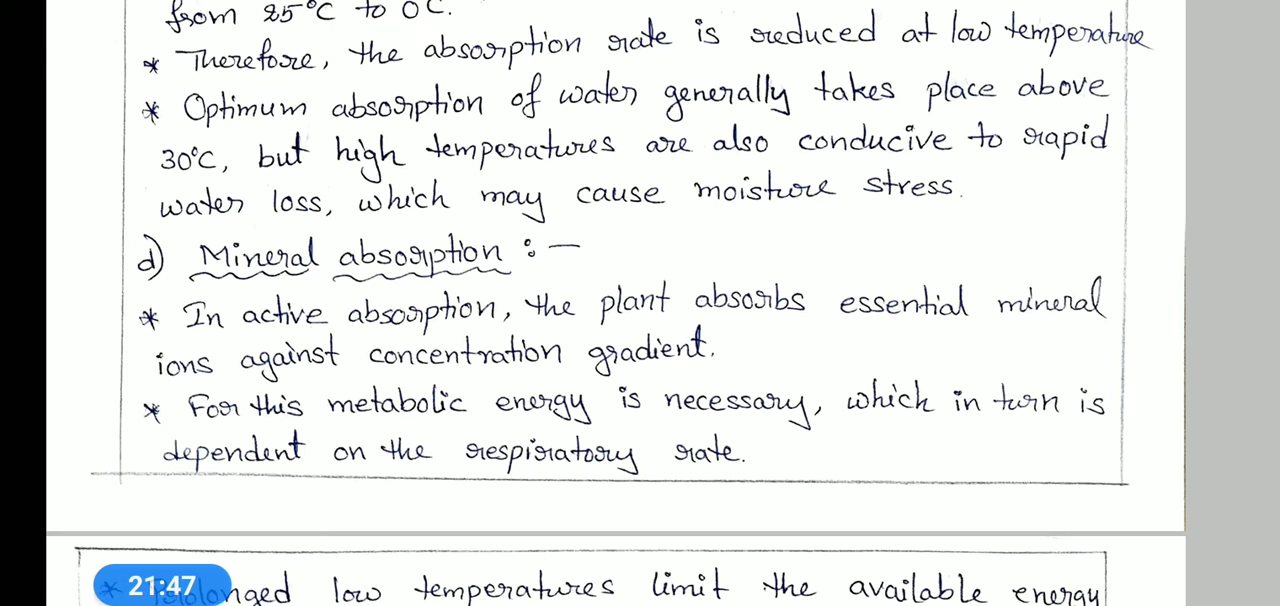 from 25°C to 0°C.
* Therefore, the absorption rate is reduced at low temperature
* Optimum absorption of water generally takes place above
30°C, but high temperatures are also conducive to rapid
water loss, which may cause moisture stress.
d) Mineral absorption :-
* In active absorption, the plant absorbs essential mineral
ions against concentration gradient.
* For this metabolic energy is necessary, which in turn is
dependent on the respiratory rate.
* Prolonged low temperatures limit the available energy
21:47